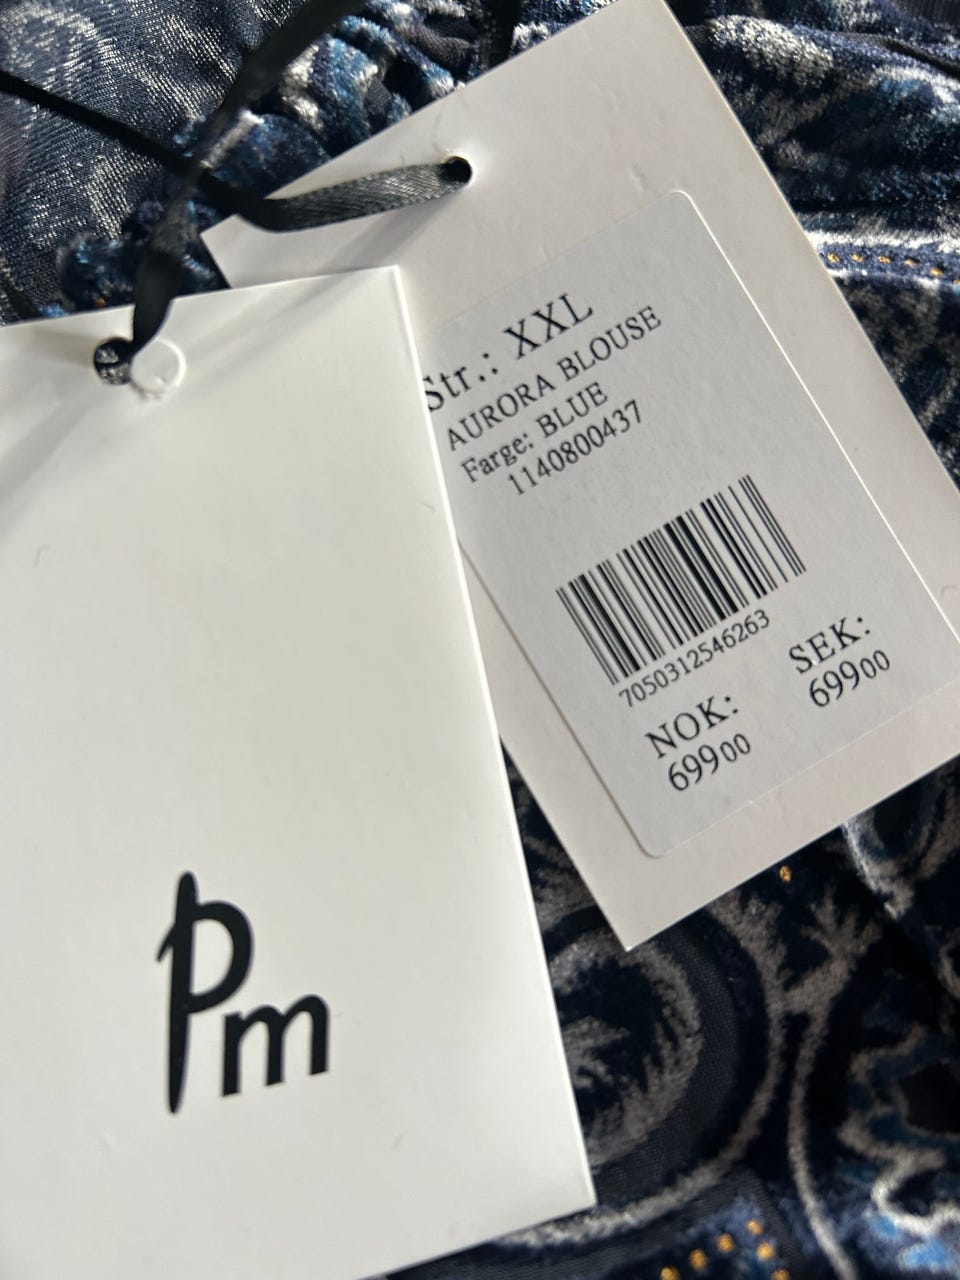 Str.: XXL
AURORA BLOUSE
Farge: BLUE
1140800437
7050312546263
NOK:
69900
SEK:
69900
Pm